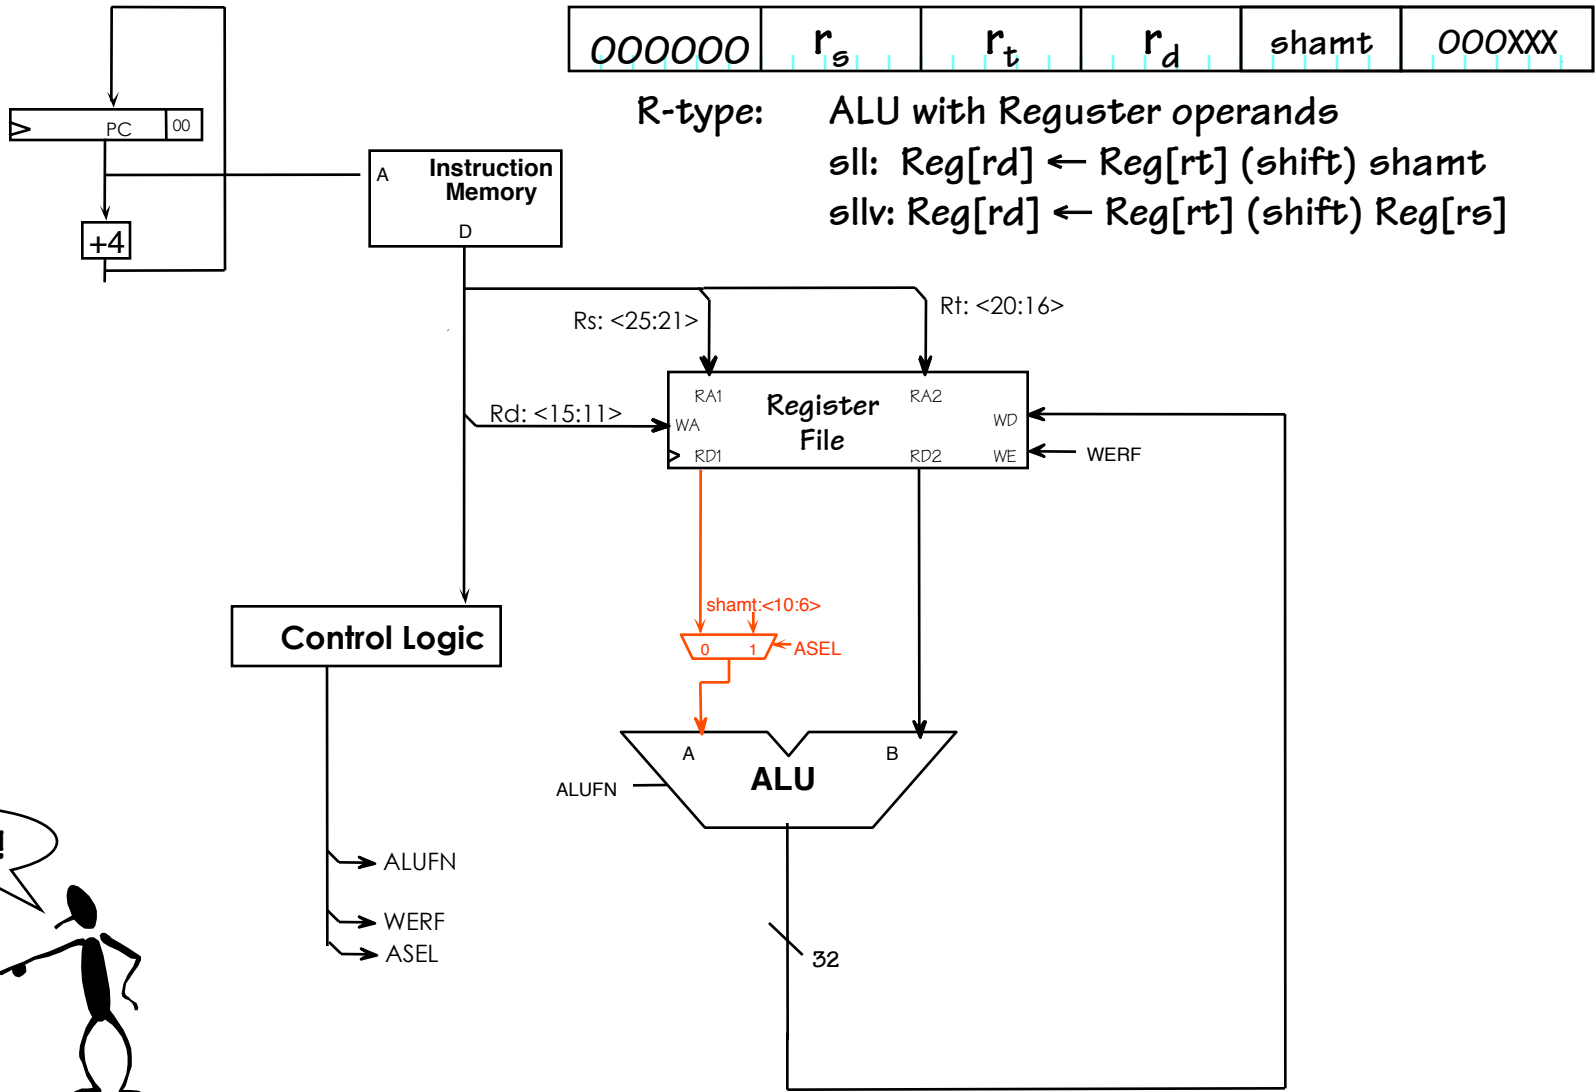 000000 rs rt rd shamt 000XXX
R-type: ALU with Reguster operands
sll: Reg[rd] ← Reg[rt] (shift) shamt
sllv: Reg[rd] ← Reg[rt] (shift) Reg[rs]
PC 00
+4
A Instruction
Memory
D
Rs: <25:21>
Rt: <20:16>
Rd: <15:11>
RA1 RA2
Register
File
WA
WD
RD1 RD2 WE
WERF
shamt:<10:6>
0 1
ASEL
Control Logic
A B
ALU
ALUFN
ALUFN
WERF
ASEL
32
!